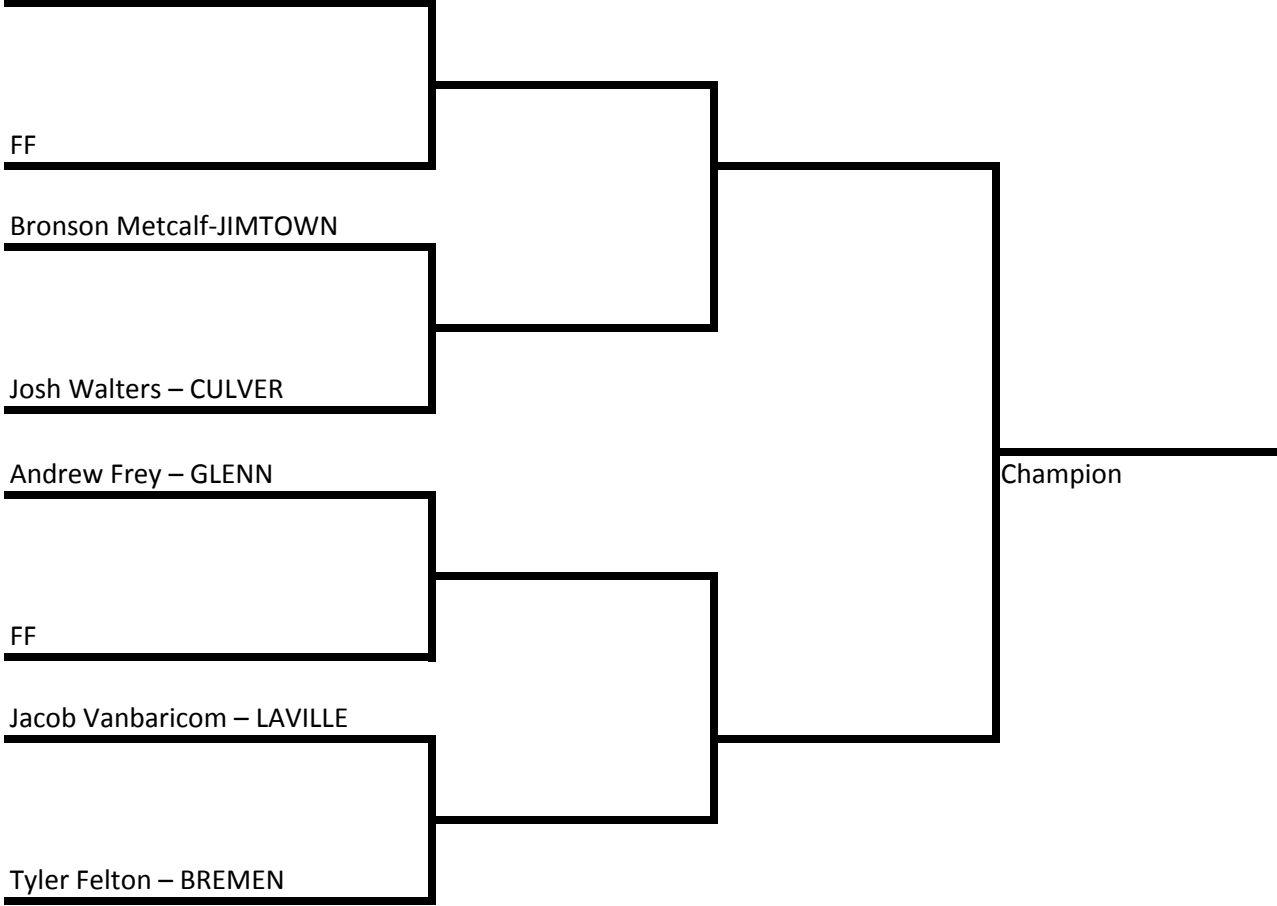 FF
Bronson Metcalf-JIMTOWN
Josh Walters – CULVER
Andrew Frey – GLENN
Champion
FF
Jacob Vanbaricom – LAVILLE
Tyler Felton – BREMEN